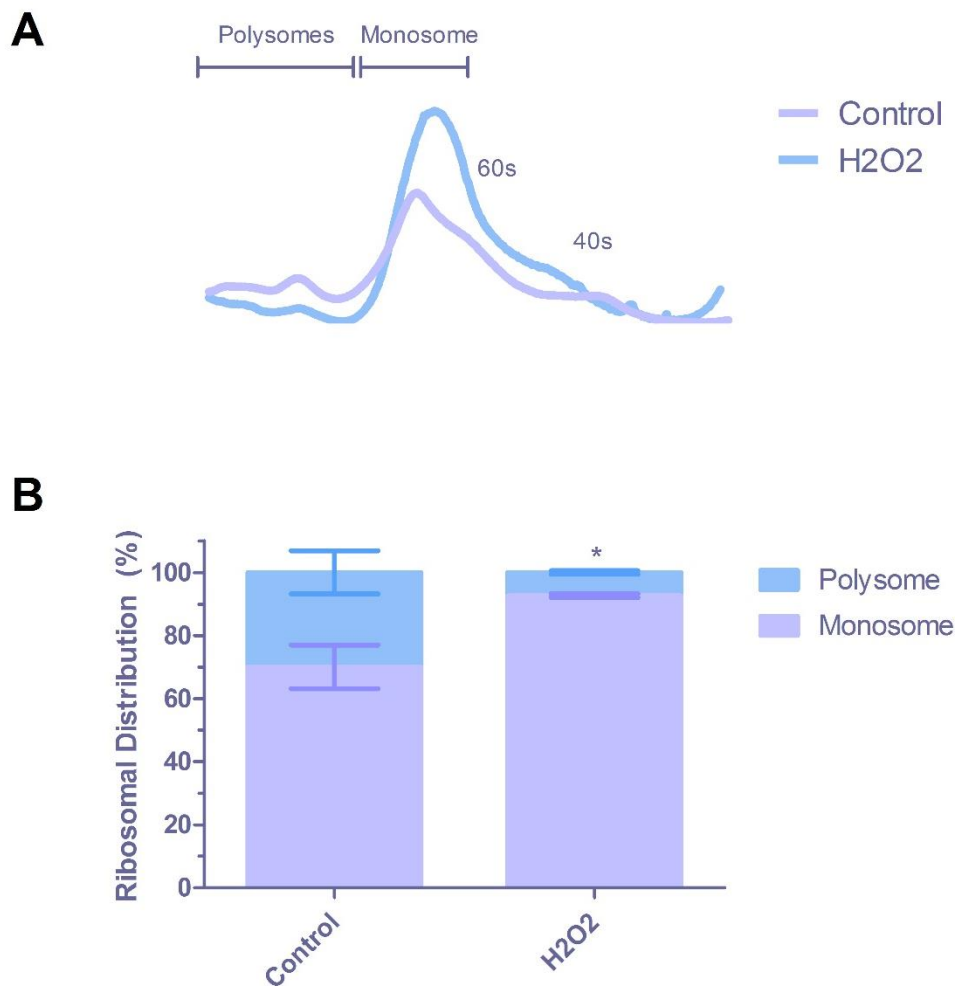 A
Polysomes Monosome
Control
H2O2
60s
40s
B
Ribosomal Distribution (%)
100
80
60
40
20
0
*
Polysome
Monosome
Control
H2O2